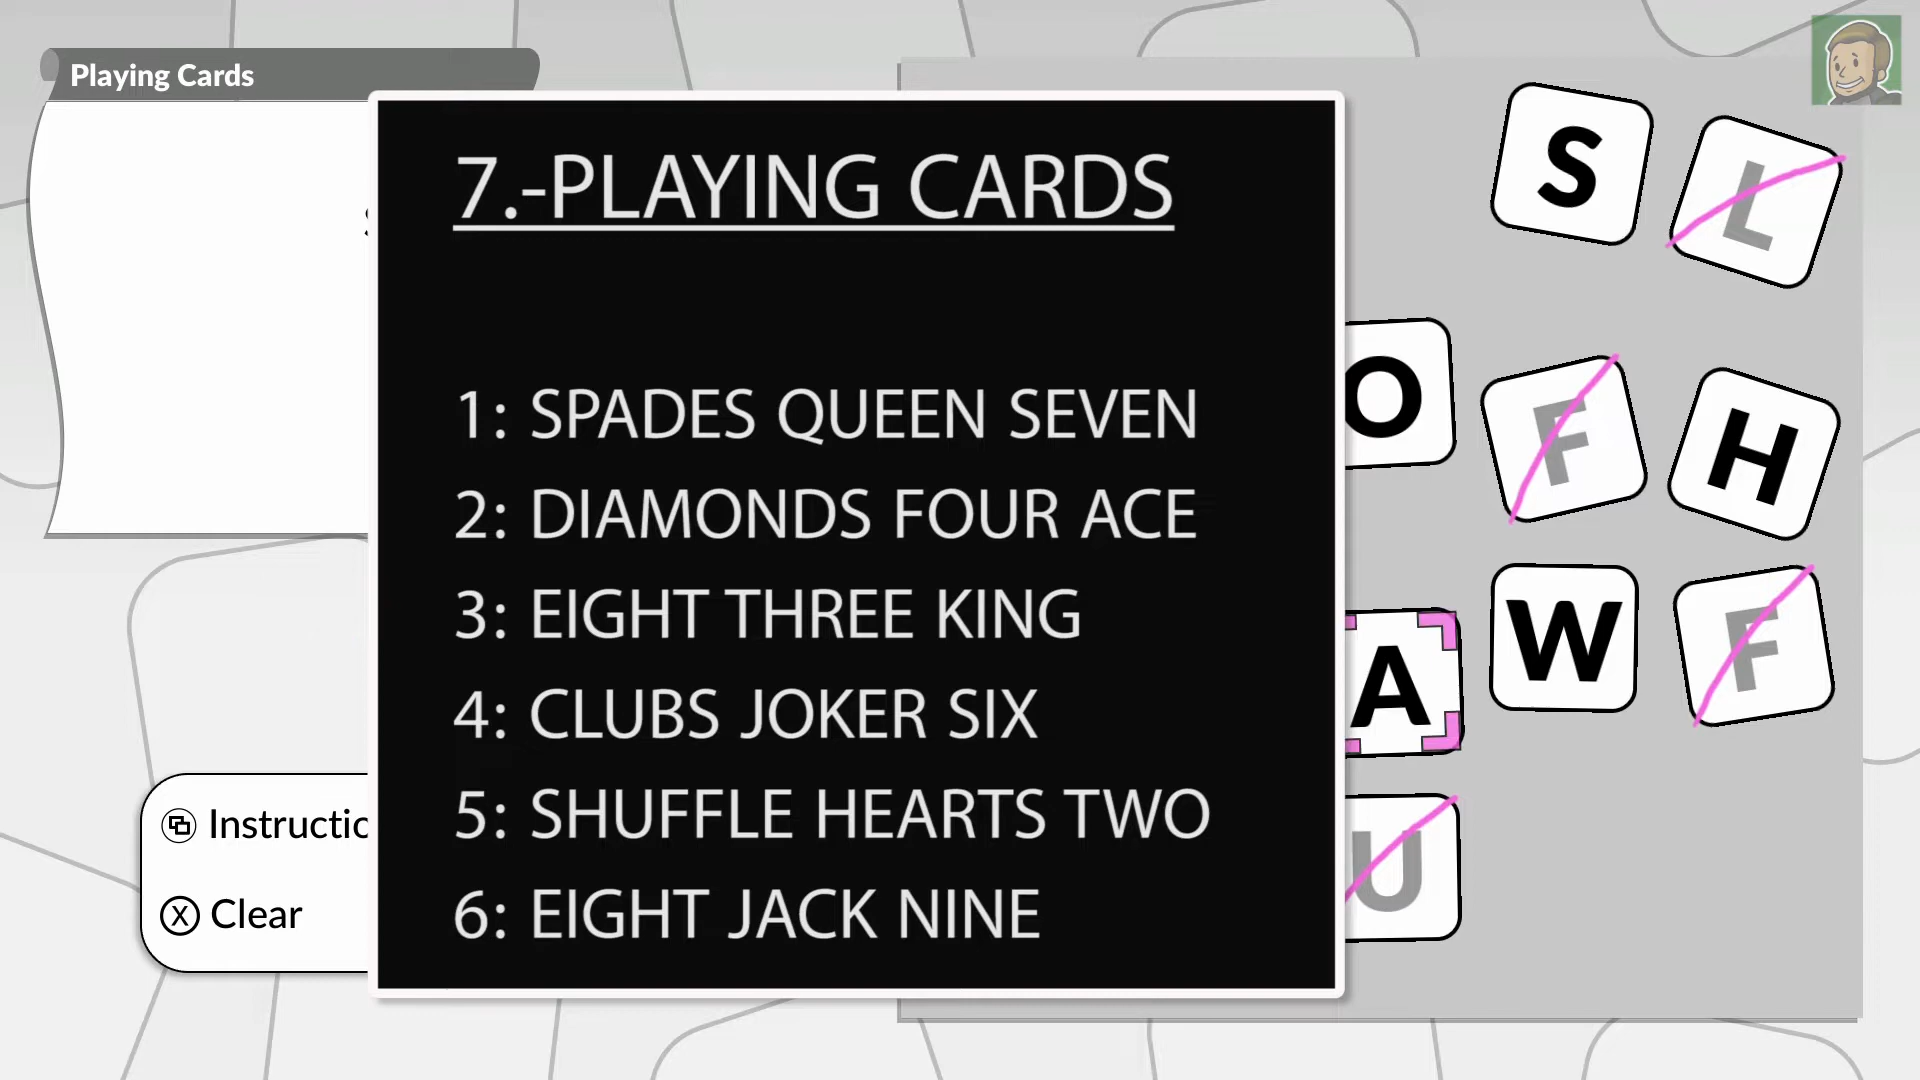 Playing Cards
7.-PLAYING CARDS
1: SPADES QUEEN SEVEN
2: DIAMONDS FOUR ACE
3: EIGHT THREE KING
4: CLUBS JOKER SIX
5: SHUFFLE HEARTS TWO
6: EIGHT JACK NINE
S L
O F H
A W F
U
Instructio
X Clear